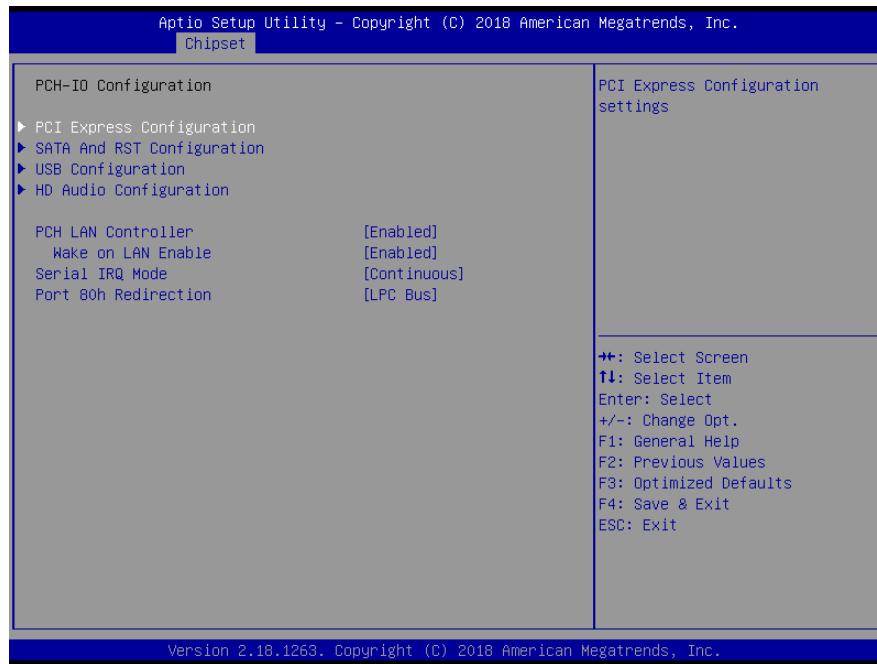 Aptio Setup Utility – Copyright (C) 2018 American Megatrends, Inc.
Chipset
PCH-IO Configuration
PCI Express Configuration
SATA And RST Configuration
USB Configuration
HD Audio Configuration
PCH LAN Controller [Enabled]
Wake on LAN Enable [Enabled]
Serial IRQ Mode [Continuous]
Port 80h Redirection [LPC Bus]
PCI Express Configuration
settings
→←: Select Screen
↑↓: Select Item
Enter: Select
+/-: Change Opt.
F1: General Help
F2: Previous Values
F3: Optimized Defaults
F4: Save & Exit
ESC: Exit
Version 2.18.1263. Copyright (C) 2018 American Megatrends, Inc.